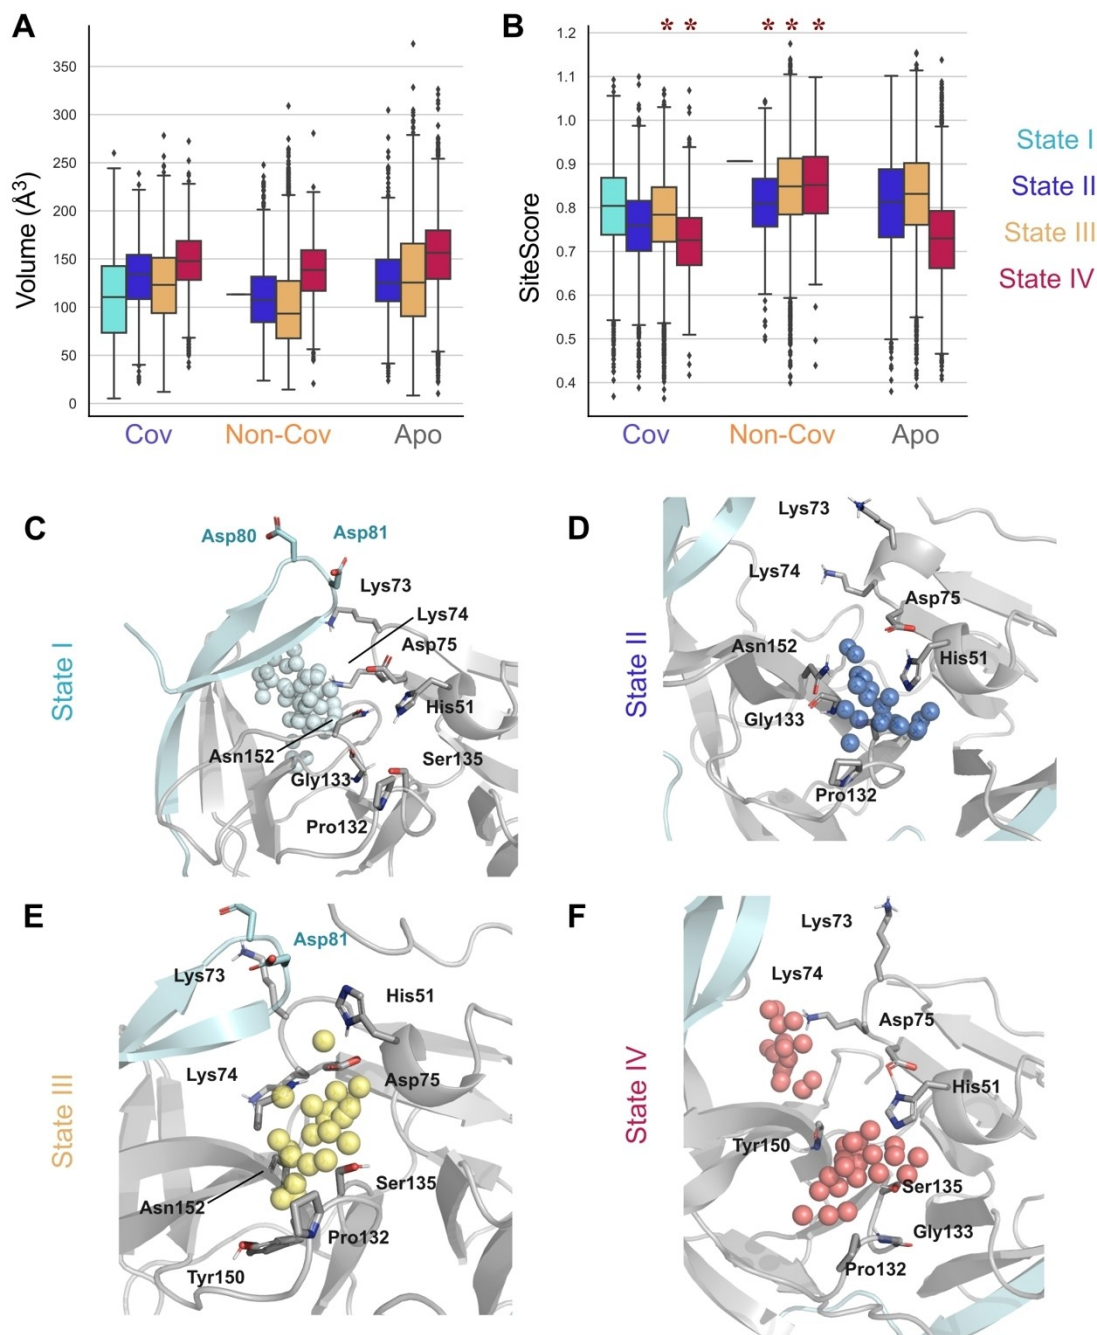 A
Volume (Å³)
350
300
250
200
150
100
50
0
Cov
Non-Cov
Apo
B
* * * * *
SiteScore
1.2
1.1
1.0
0.9
0.8
0.7
0.6
0.5
0.4
Cov
Non-Cov
Apo
State I
State II
State III
State IV
C
State I
Asp80
Asp81
Lys73
Lys74
Asp75
His51
Asn152
Gly133
Ser135
Pro132
D
State II
Lys73
Lys74
Asp75
Asn152
His51
Gly133
Pro132
E
State III
Asp81
Lys73
His51
Lys74
Asp75
Ser135
Asn152
Pro132
Tyr150
F
State IV
Lys73
Lys74
Asp75
His51
Tyr150
Ser135
Gly133
Pro132